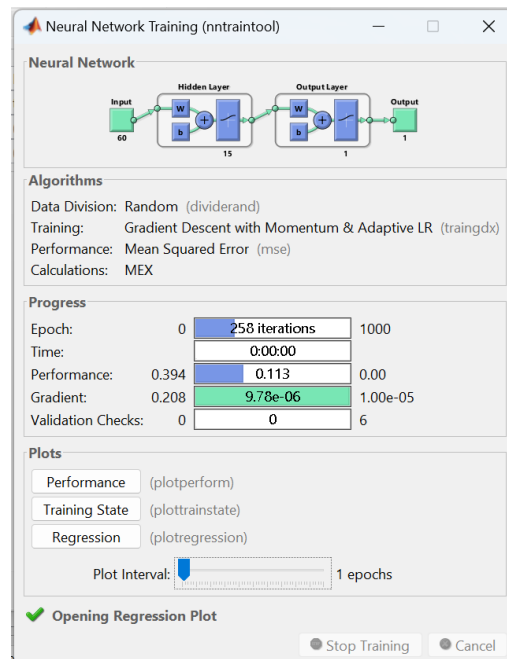 Neural Network Training (nntraintool)
Neural Network
Hidden Layer
Output Layer
Input
W
b
+
W
b
+
Output
60
15
1
1
Algorithms
Data Division: Random (dividerand)
Training: Gradient Descent with Momentum & Adaptive LR (traingdx)
Performance: Mean Squared Error (mse)
Calculations: MEX
Progress
Epoch: 0 258 iterations 1000
Time: 0:00:00
Performance: 0.394 0.113 0.00
Gradient: 0.208 9.78e-06 1.00e-05
Validation Checks: 0 0 6
Plots
Performance (plotperform)
Training State (plottrainstate)
Regression (plotregression)
Plot Interval: 1 epochs
Opening Regression Plot
Stop Training Cancel